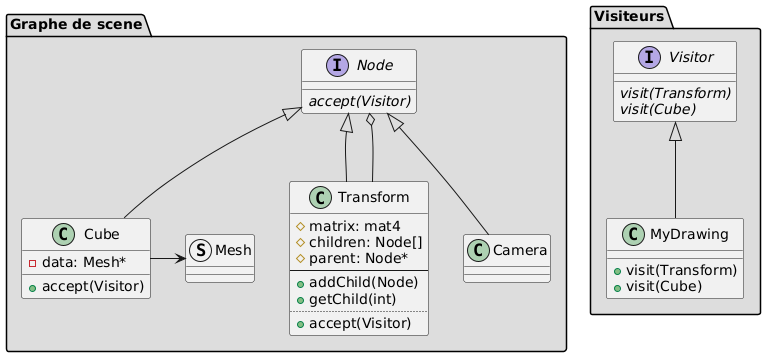 Graphe de scene
I Node
accept(Visitor)
C Cube
data: Mesh*
accept(Visitor)
S Mesh
C Transform
matrix: mat4
children: Node[]
parent: Node*
addChild(Node)
getChild(int)
accept(Visitor)
C Camera
Visiteurs
I Visitor
visit(Transform)
visit(Cube)
C MyDrawing
visit(Transform)
visit(Cube)